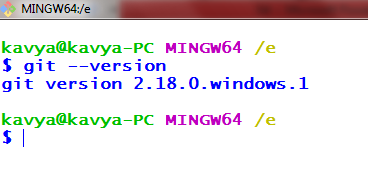 MINGW64:/e
kavya@kavya-PC MINGW64 /e
$ git --version
git version 2.18.0.windows.1
kavya@kavya-PC MINGW64 /e
$